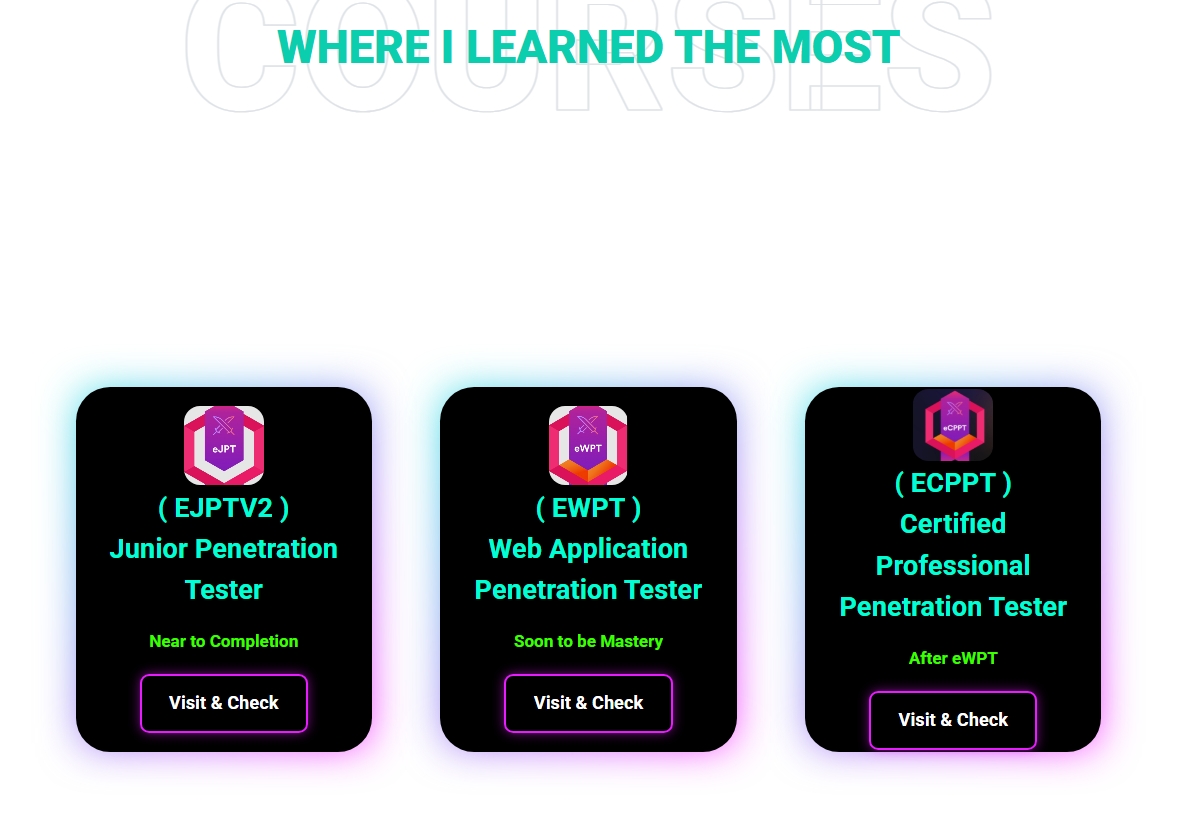 COURSES
WHERE I LEARNED THE MOST
eJPT
( EJPTV2 )
Junior Penetration
Tester
Near to Completion
Visit & Check
eWPT
( EWPT )
Web Application
Penetration Tester
Soon to be Mastery
Visit & Check
eCPPT
( ECPPT )
Certified
Professional
Penetration Tester
After eWPT
Visit & Check